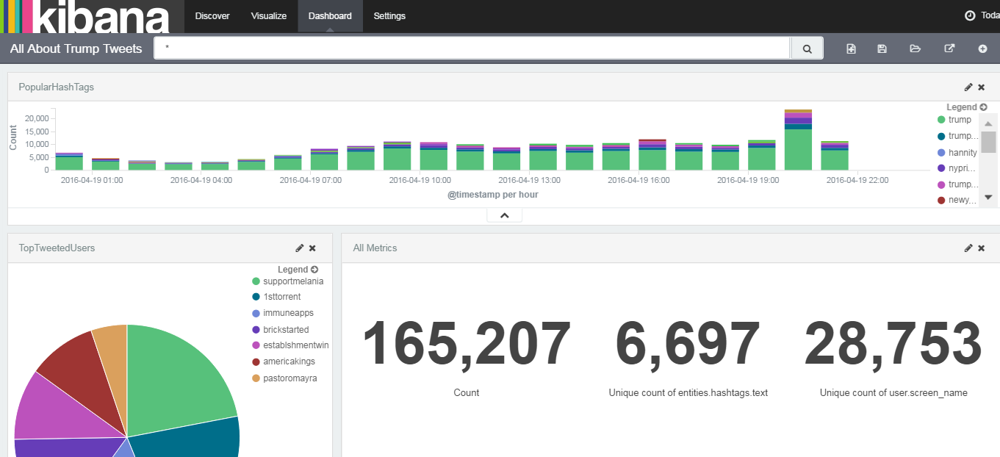 kibana
Discover Visualize Dashboard Settings Toda
All About Trump Tweets *
PopularHashTags
Legend
Count
20,000
15,000
10,000
5,000
0
2016-04-19 01:00 2016-04-19 04:00 2016-04-19 07:00 2016-04-19 10:00 2016-04-19 13:00 2016-04-19 16:00 2016-04-19 19:00 2016-04-19 22:00
@timestamp per hour
trump
trump...
hannity
nypri...
trump...
newy...
TopTweetedUsers
Legend
supportmelania
1sttorrent
immuneapps
brickstarted
establshmentwin
americakings
pastoromayra
All Metrics
165,207 6,697 28,753
Count Unique count of entities.hashtags.text Unique count of user.screen_name